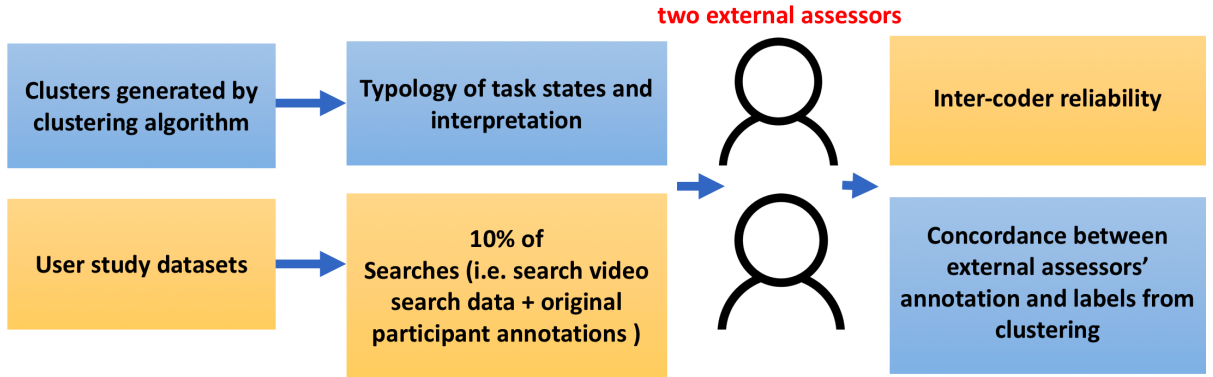 two external assessors
Clusters generated by
clustering algorithm
Typology of task states and
interpretation
Inter-coder reliability
User study datasets
10% of
Searches (i.e. search video
search data + original
participant annotations )
Concordance between
external assessors’
annotation and labels from
clustering